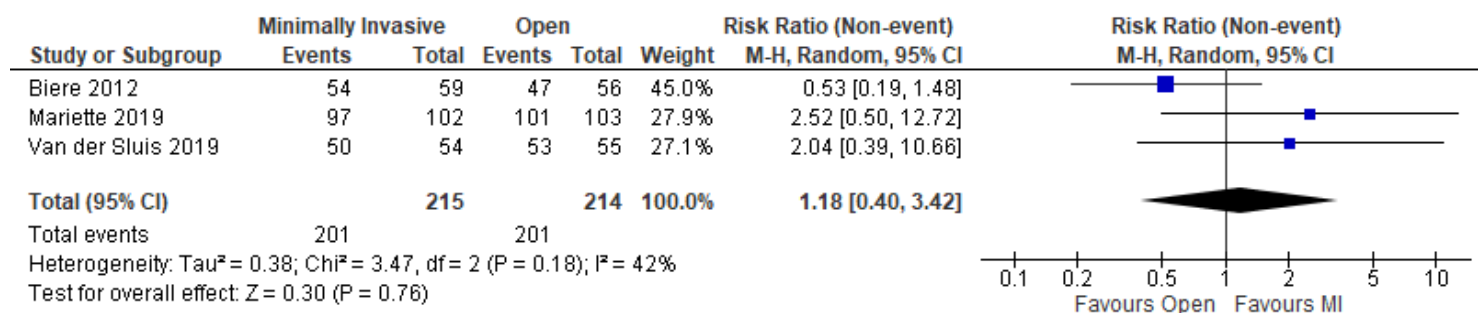 Minimally Invasive Open Risk Ratio (Non-event) Risk Ratio (Non-event)
Study or Subgroup Events Total Events Total Weight M-H, Random, 95% CI M-H, Random, 95% CI
Biere 2012 54 59 47 56 45.0% 0.53 [0.19, 1.48]
Mariette 2019 97 102 101 103 27.9% 2.52 [0.50, 12.72]
Van der Sluis 2019 50 54 53 55 27.1% 2.04 [0.39, 10.66]
Total (95% CI) 215 214 100.0% 1.18 [0.40, 3.42]
Total events 201 201
Heterogeneity: Tau² = 0.38; Chi² = 3.47, df = 2 (P = 0.18); I² = 42%
Test for overall effect: Z = 0.30 (P = 0.76)
0.1 0.2 0.5 1 2 5 10
Favours Open Favours MI